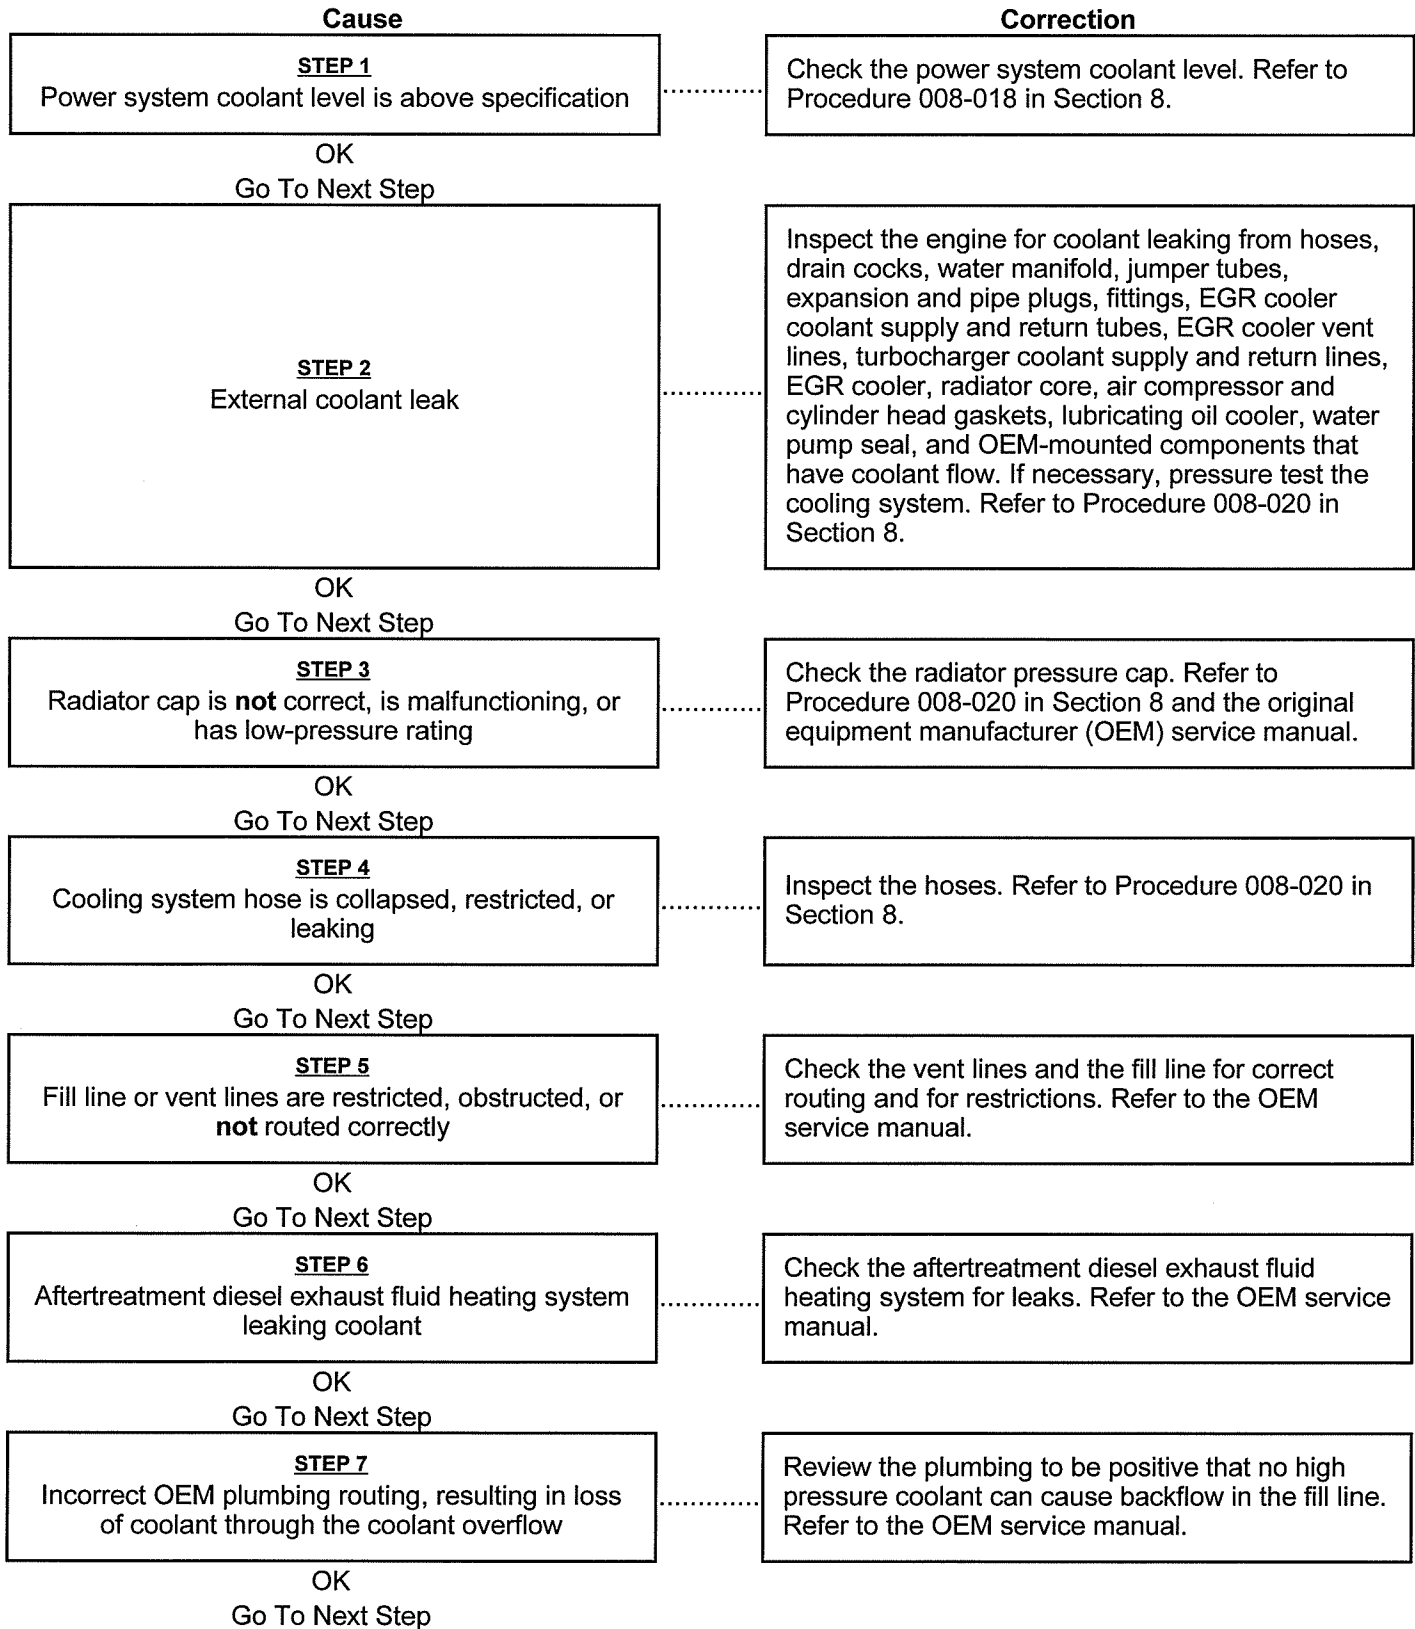 Cause
Correction
STEP 1
Power system coolant level is above specification
Check the power system coolant level. Refer to
Procedure 008-018 in Section 8.
OK
Go To Next Step
STEP 2
External coolant leak
Inspect the engine for coolant leaking from hoses,
drain cocks, water manifold, jumper tubes,
expansion and pipe plugs, fittings, EGR cooler
coolant supply and return tubes, EGR cooler vent
lines, turbocharger coolant supply and return lines,
EGR cooler, radiator core, air compressor and
cylinder head gaskets, lubricating oil cooler, water
pump seal, and OEM-mounted components that
have coolant flow. If necessary, pressure test the
cooling system. Refer to Procedure 008-020 in
Section 8.
OK
Go To Next Step
STEP 3
Radiator cap is not correct, is malfunctioning, or
has low-pressure rating
Check the radiator pressure cap. Refer to
Procedure 008-020 in Section 8 and the original
equipment manufacturer (OEM) service manual.
OK
Go To Next Step
STEP 4
Cooling system hose is collapsed, restricted, or
leaking
Inspect the hoses. Refer to Procedure 008-020 in
Section 8.
OK
Go To Next Step
STEP 5
Fill line or vent lines are restricted, obstructed, or
not routed correctly
Check the vent lines and the fill line for correct
routing and for restrictions. Refer to the OEM
service manual.
OK
Go To Next Step
STEP 6
Aftertreatment diesel exhaust fluid heating system
leaking coolant
Check the aftertreatment diesel exhaust fluid
heating system for leaks. Refer to the OEM service
manual.
OK
Go To Next Step
STEP 7
Incorrect OEM plumbing routing, resulting in loss
of coolant through the coolant overflow
Review the plumbing to be positive that no high
pressure coolant can cause backflow in the fill line.
Refer to the OEM service manual.
OK
Go To Next Step